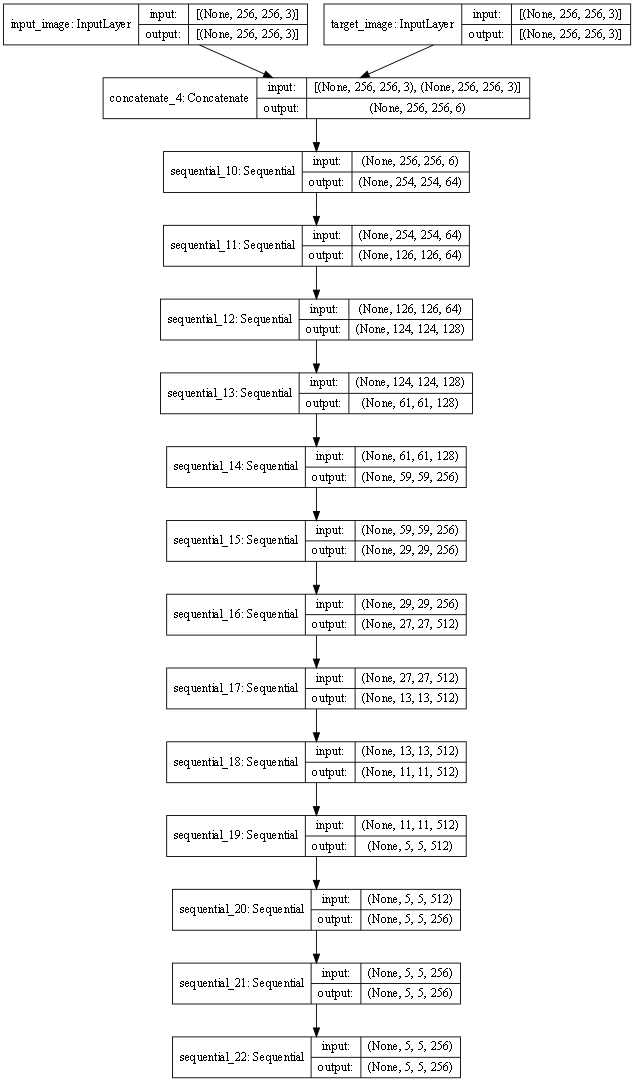 input_image: InputLayer
input: [(None, 256, 256, 3)]
output: [(None, 256, 256, 3)]
target_image: InputLayer
input: [(None, 256, 256, 3)]
output: [(None, 256, 256, 3)]
concatenate_4: Concatenate
input: [(None, 256, 256, 3), (None, 256, 256, 3)]
output: (None, 256, 256, 6)
sequential_10: Sequential
input: (None, 256, 256, 6)
output: (None, 254, 254, 64)
sequential_11: Sequential
input: (None, 254, 254, 64)
output: (None, 126, 126, 64)
sequential_12: Sequential
input: (None, 126, 126, 64)
output: (None, 124, 124, 128)
sequential_13: Sequential
input: (None, 124, 124, 128)
output: (None, 61, 61, 128)
sequential_14: Sequential
input: (None, 61, 61, 128)
output: (None, 59, 59, 256)
sequential_15: Sequential
input: (None, 59, 59, 256)
output: (None, 29, 29, 256)
sequential_16: Sequential
input: (None, 29, 29, 256)
output: (None, 27, 27, 512)
sequential_17: Sequential
input: (None, 27, 27, 512)
output: (None, 13, 13, 512)
sequential_18: Sequential
input: (None, 13, 13, 512)
output: (None, 11, 11, 512)
sequential_19: Sequential
input: (None, 11, 11, 512)
output: (None, 5, 5, 512)
sequential_20: Sequential
input: (None, 5, 5, 512)
output: (None, 5, 5, 256)
sequential_21: Sequential
input: (None, 5, 5, 256)
output: (None, 5, 5, 256)
sequential_22: Sequential
input: (None, 5, 5, 256)
output: (None, 5, 5, 256)